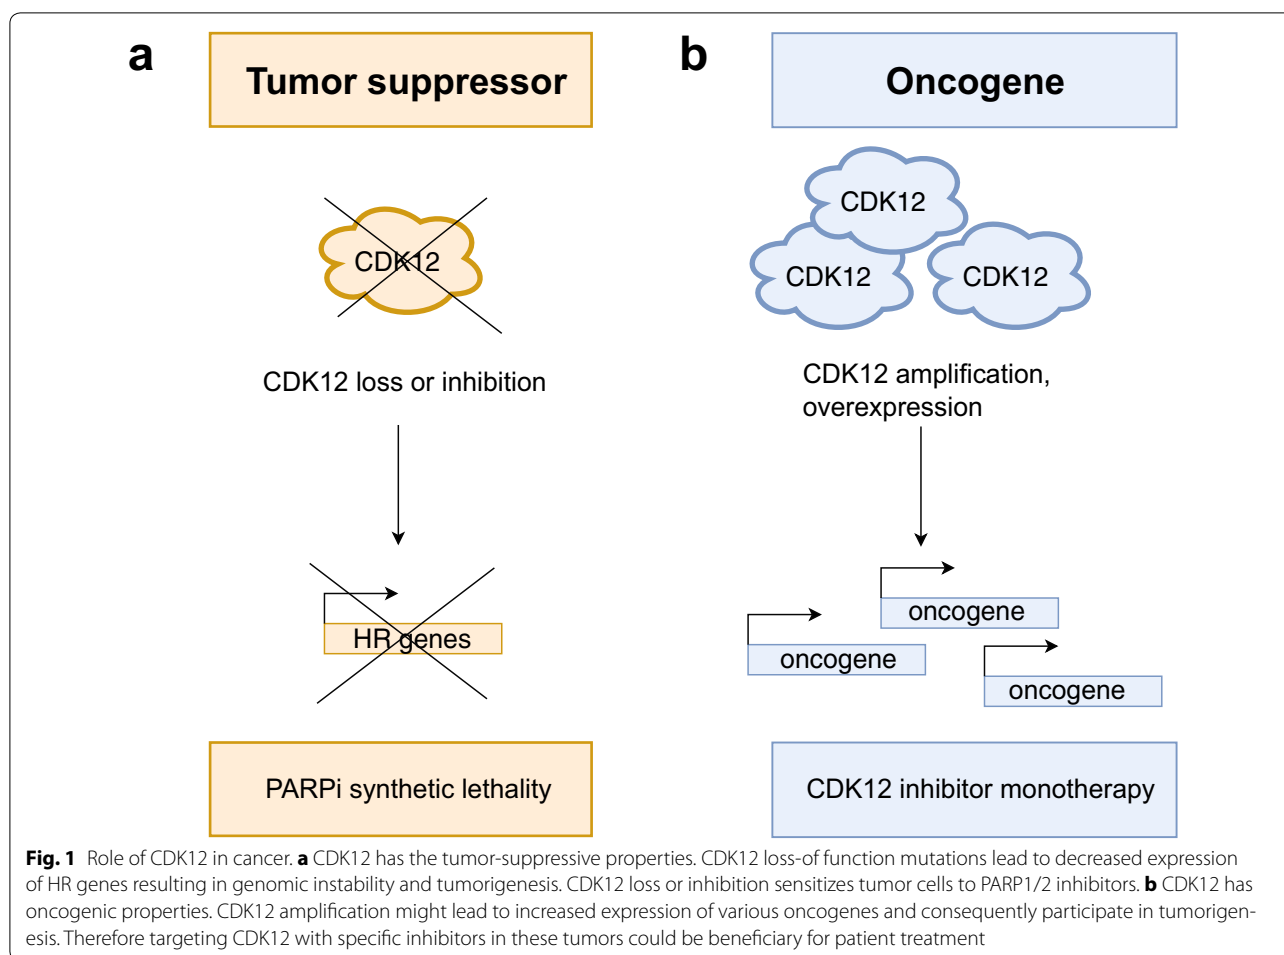 a
Tumor suppressor
CDK12
CDK12 loss or inhibition
HR genes
PARPi synthetic lethality
b
Oncogene
CDK12
CDK12
CDK12
CDK12 amplification,
overexpression
oncogene
oncogene
oncogene
CDK12 inhibitor monotherapy
Fig. 1 Role of CDK12 in cancer. a CDK12 has the tumor-suppressive properties. CDK12 loss-of function mutations lead to decreased expression
of HR genes resulting in genomic instability and tumorigenesis. CDK12 loss or inhibition sensitizes tumor cells to PARP1/2 inhibitors. b CDK12 has
oncogenic properties. CDK12 amplification might lead to increased expression of various oncogenes and consequently participate in tumorigen-
esis. Therefore targeting CDK12 with specific inhibitors in these tumors could be beneficiary for patient treatment